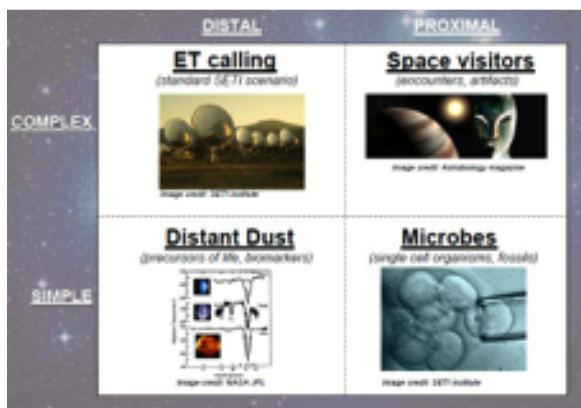 DISTAL PROXIMAL
ET calling
(standard SETI scenario)
Image credit: SETI Institute
Space visitors
(encounters, artifacts)
Image credit: Astrobiology magazine
COMPLEX
Distant Dust
(precursors of life, biomarkers)
Image credit: NASA JPL
Microbes
(single cell organisms, fossils)
Image credit: SETI Institute
SIMPLE